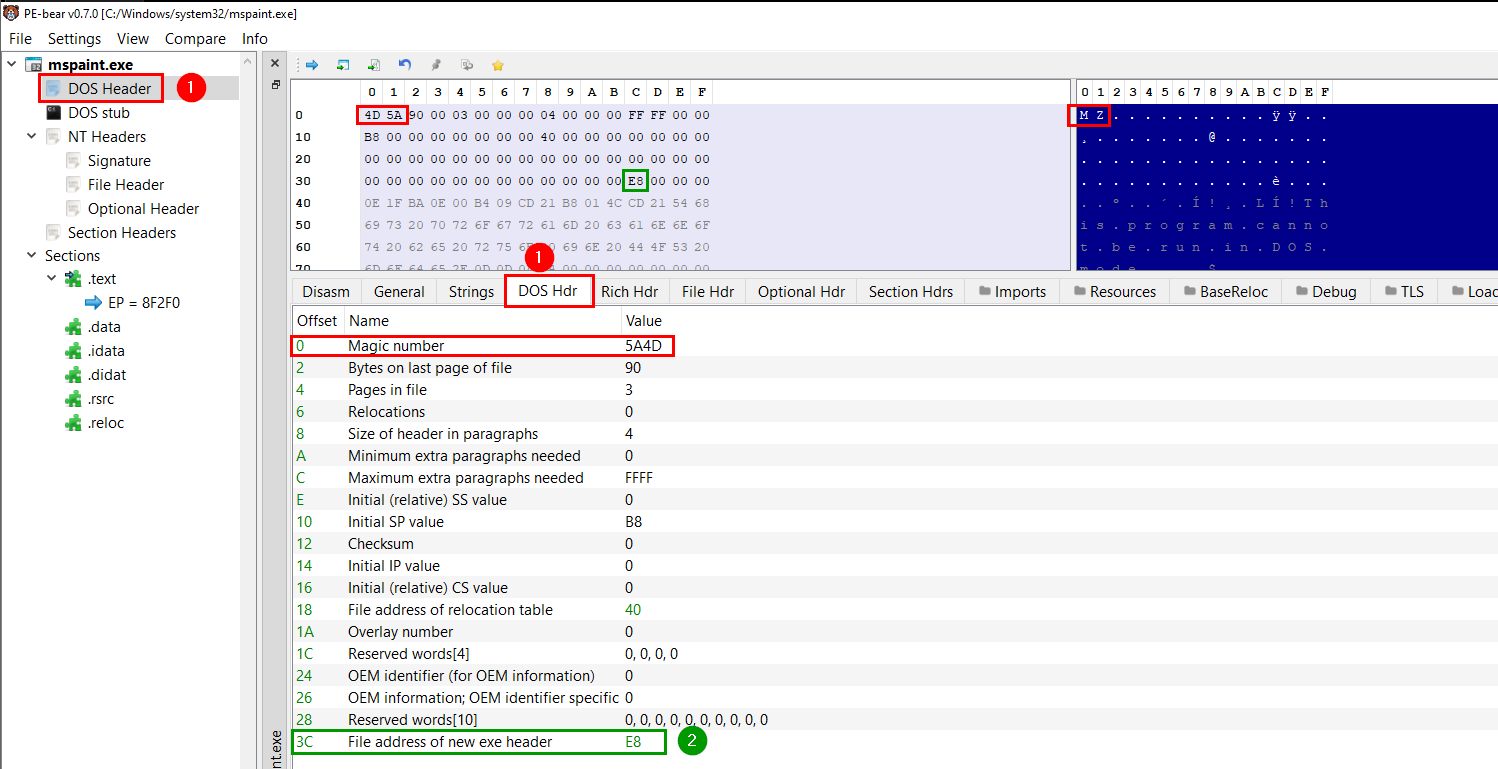 PE-bear v0.7.0 [C:/Windows/system32/mspaint.exe]
File Settings View Compare Info
mspaint.exe
DOS Header 1
DOS stub
NT Headers
Signature
File Header
Optional Header
Section Headers
Sections
.text
EP = 8F2F0
.data
.idata
.didat
.rsrc
.reloc
nt.exe
0 1 2 3 4 5 6 7 8 9 A B C D E F
0 4D 5A 90 00 03 00 00 00 04 00 00 00 FF FF 00 00
10 B8 00 00 00 00 00 00 00 40 00 00 00 00 00 00 00
20 00 00 00 00 00 00 00 00 00 00 00 00 00 00 00 00
30 00 00 00 00 00 00 00 00 00 00 00 00 E8 00 00 00
40 0E 1F BA 0E 00 B4 09 CD 21 B8 01 4C CD 21 54 68
50 69 73 20 70 72 6F 67 72 61 6D 20 63 61 6E 6E 6F
60 74 20 62 65 20 72 75 69 6E 20 44 4F 53 20
70
0 1 2 3 4 5 6 7 8 9 A B C D E F
M Z . . . . . . . . . . ÿ ÿ . .
¸ . . . . . . . @ . . . . . . .
. . . . . . . . . . . . . . . .
. . . . . . . . . . . . è . . .
. . º . . ´ . Í ! ¸ . L Í ! T h
i s . p r o g r a m . c a n n o
t . b e . r u n . i n . D O S .
m o d e . . . . $
1
Disasm General Strings DOS Hdr Rich Hdr File Hdr Optional Hdr Section Hdrs Imports Resources BaseReloc Debug TLS Loac
Offset Name Value
0 Magic number 5A4D
2 Bytes on last page of file 90
4 Pages in file 3
6 Relocations 0
8 Size of header in paragraphs 4
A Minimum extra paragraphs needed 0
C Maximum extra paragraphs needed FFFF
E Initial (relative) SS value 0
10 Initial SP value B8
12 Checksum 0
14 Initial IP value 0
16 Initial (relative) CS value 0
18 File address of relocation table 40
1A Overlay number 0
1C Reserved words[4] 0, 0, 0, 0
24 OEM identifier (for OEM information) 0
26 OEM information; OEM identifier specific 0
28 Reserved words[10] 0, 0, 0, 0, 0, 0, 0, 0, 0, 0
3C File address of new exe header E8 2